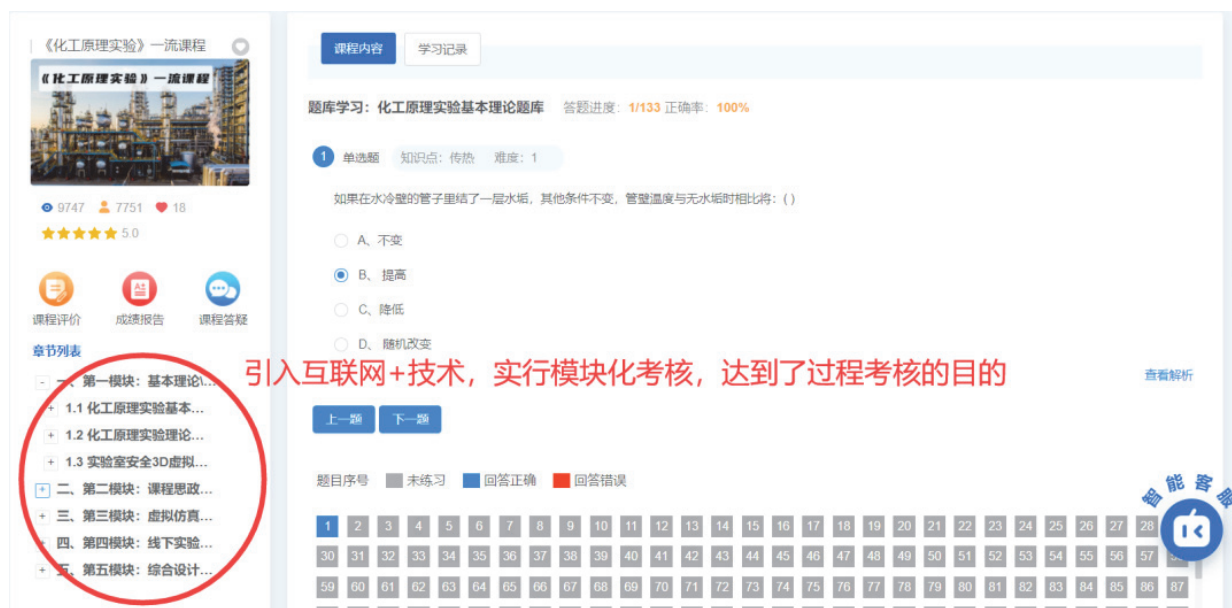 《化工原理实验》一流课程
《化工原理实验》一流课程
9747 7751 18
5.0
课程评价 成绩报告 课程答疑
章节列表
- 一、第一模块：基本理论\...
+ 1.1 化工原理实验基本...
+ 1.2 化工原理实验理论...
+ 1.3 实验室安全3D虚拟...
+ 二、第二模块：课程思政...
+ 三、第三模块：虚拟仿真...
+ 四、第四模块：线下实验...
+ 五、第五模块：综合设计...
课程内容 学习记录
题库学习：化工原理实验基本理论题库 答题进度：1/133 正确率：100%
1 单选题 知识点：传热 难度：1
如果在水冷壁的管子里结了一层水垢，其他条件不变，管壁温度与无水垢时相比将：( )
A、不变
B、 提高
C、降低
D、 随机改变
引入互联网+技术，实行模块化考核，达到了过程考核的目的
查看解析
上一题 下一题
题目序号 未练习 回答正确 回答错误
1 2 3 4 5 6 7 8 9 10 11 12 13 14 15 16 17 18 19 20 21 22 23 24 25 26 27 28
30 31 32 33 34 35 36 37 38 39 40 41 42 43 44 45 46 47 48 49 50 51 52 53 54 55 56 57
59 60 61 62 63 64 65 66 67 68 69 70 71 72 73 74 75 76 77 78 79 80 81 82 83 84 85 86 87
智能客服